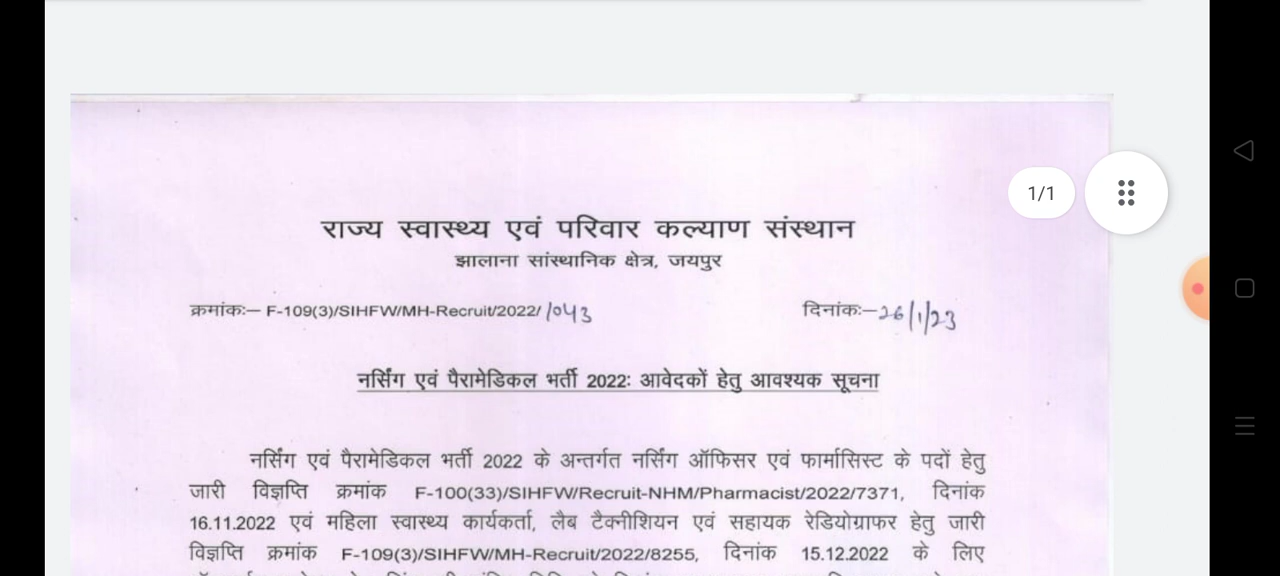 1/1
राज्य स्वास्थ्य एवं परिवार कल्याण संस्थान
झालाना सांस्थानिक क्षेत्र, जयपुर
क्रमांकः– F-109(3)/SIHFW/MH-Recruit/2022/1043 दिनांकः–26/1/23
नर्सिंग एवं पैरामेडिकल भर्ती 2022: आवेदकों हेतु आवश्यक सूचना
नर्सिंग एवं पैरामेडिकल भर्ती 2022 के अन्तर्गत नर्सिंग ऑफिसर एवं फार्मासिस्ट के पदों हेतु
जारी विज्ञप्ति क्रमांक F-100(33)/SIHFW/Recruit-NHM/Pharmacist/2022/7371, दिनांक
16.11.2022 एवं महिला स्वास्थ्य कार्यकर्ता, लैब टैक्नीशियन एवं सहायक रेडियोग्राफर हेतु जारी
विज्ञप्ति क्रमांक F-109(3)/SIHFW/MH-Recruit/2022/8255, दिनांक 15.12.2022 के लिए